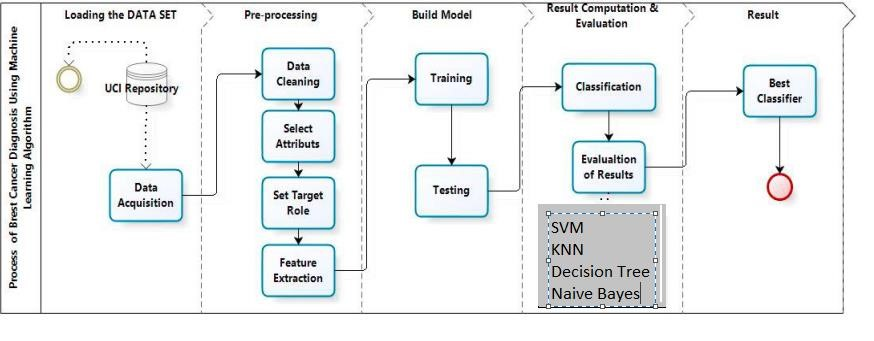 Process of Brest Cancer Diagnosis Using Machine
Learning Algorithm
Loading the DATA SET
UCI Repository
Data
Acquisition
Pre-processing
Data
Cleaning
Select
Attributs
Set Target
Role
Feature
Extraction
Build Model
Training
Testing
Result Computation &
Evaluation
Classification
Evalualtion
of Results
SVM
KNN
Decision Tree
Naive Bayes
Result
Best
Classifier